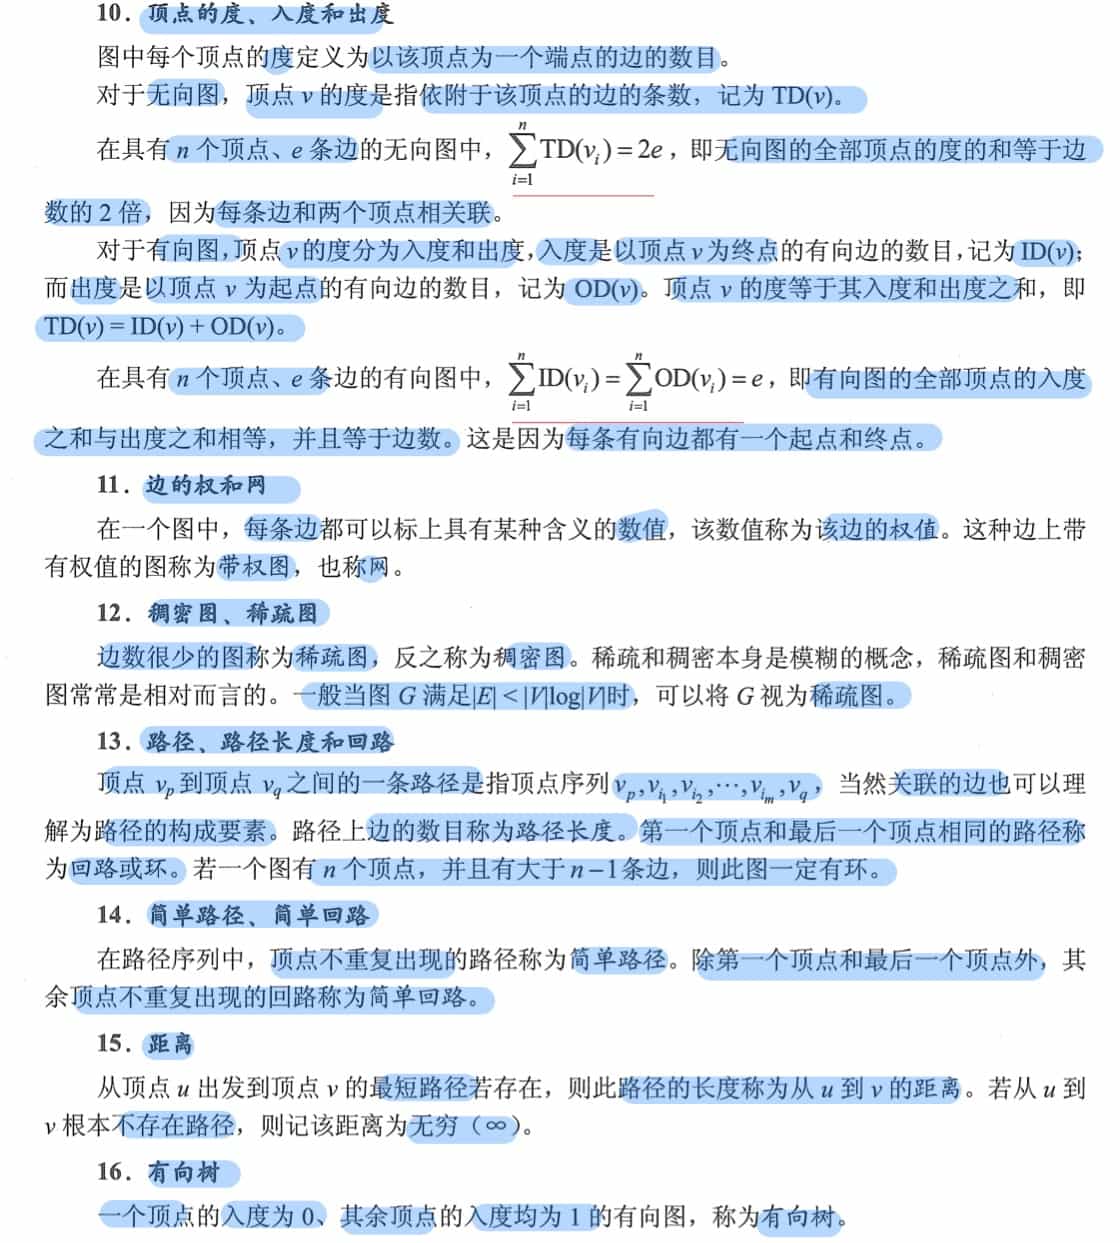 10．顶点的度、入度和出度
图中每个顶点的度定义为以该顶点为一个端点的边的数目。
对于无向图，顶点 v 的度是指依附于该顶点的边的条数，记为 TD(v)。
在具有 n 个顶点、e 条边的无向图中，∑_{i=1}^{n} TD(v_i) = 2e，即无向图的全部顶点的度的和等于边
数的 2 倍，因为每条边和两个顶点相关联。
对于有向图，顶点 v 的度分为入度和出度，入度是以顶点 v 为终点的有向边的数目，记为 ID(v)；
而出度是以顶点 v 为起点的有向边的数目，记为 OD(v)。顶点 v 的度等于其入度和出度之和，即
TD(v) = ID(v) + OD(v)。
在具有 n 个顶点、e 条边的有向图中，∑_{i=1}^{n} ID(v_i) = ∑_{i=1}^{n} OD(v_i) = e，即有向图的全部顶点的入度
之和与出度之和相等，并且等于边数。这是因为每条有向边都有一个起点和终点。
11．边的权和网
在一个图中，每条边都可以标上具有某种含义的数值，该数值称为该边的权值。这种边上带
有权值的图称为带权图，也称网。
12．稠密图、稀疏图
边数很少的图称为稀疏图，反之称为稠密图。稀疏和稠密本身是模糊的概念，稀疏图和稠密
图常常是相对而言的。一般当图 G 满足|E| < |V|log|V|时，可以将 G 视为稀疏图。
13．路径、路径长度和回路
顶点 v_p 到顶点 v_q 之间的一条路径是指顶点序列 v_p, v_{i_1}, v_{i_2}, ⋯, v_{i_m}, v_q，当然关联的边也可以理
解为路径的构成要素。路径上边的数目称为路径长度。第一个顶点和最后一个顶点相同的路径称
为回路或环。若一个图有 n 个顶点，并且有大于 n−1 条边，则此图一定有环。
14．简单路径、简单回路
在路径序列中，顶点不重复出现的路径称为简单路径。除第一个顶点和最后一个顶点外，其
余顶点不重复出现的回路称为简单回路。
15．距离
从顶点 u 出发到顶点 v 的最短路径若存在，则此路径的长度称为从 u 到 v 的距离。若从 u 到
v 根本不存在路径，则记该距离为无穷（∞）。
16．有向树
一个顶点的入度为 0、其余顶点的入度均为 1 的有向图，称为有向树。